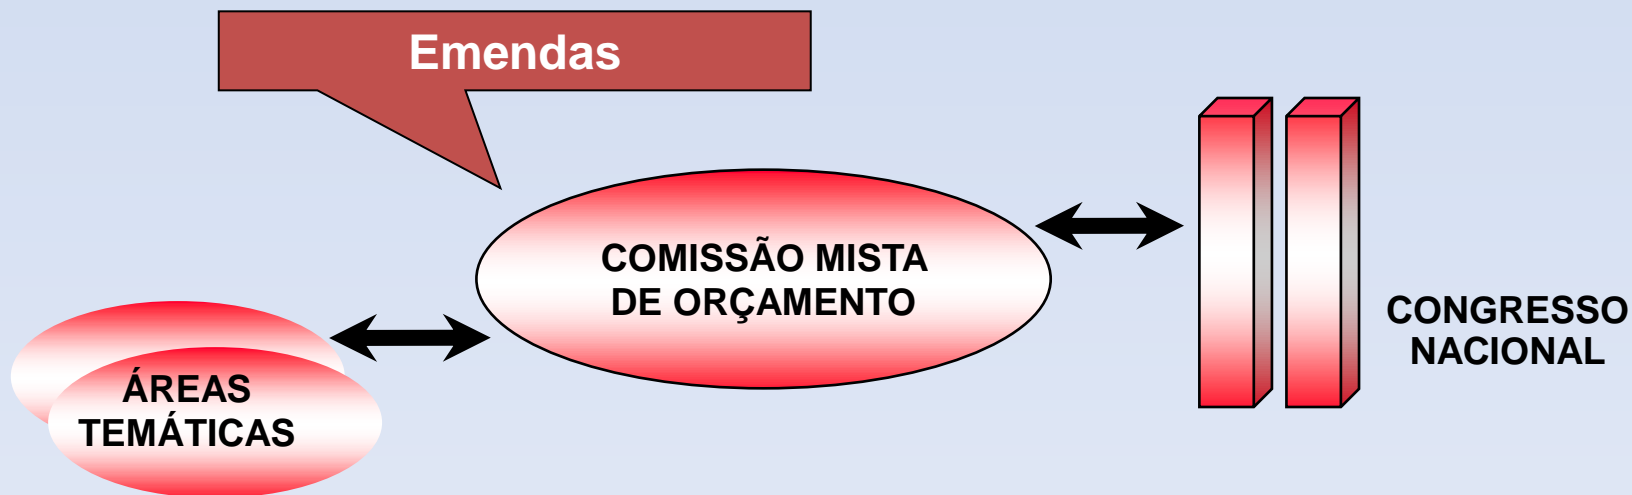 Emendas
COMISSÃO MISTA
DE ORÇAMENTO
CONGRESSO
NACIONAL
ÁREAS
TEMÁTICAS